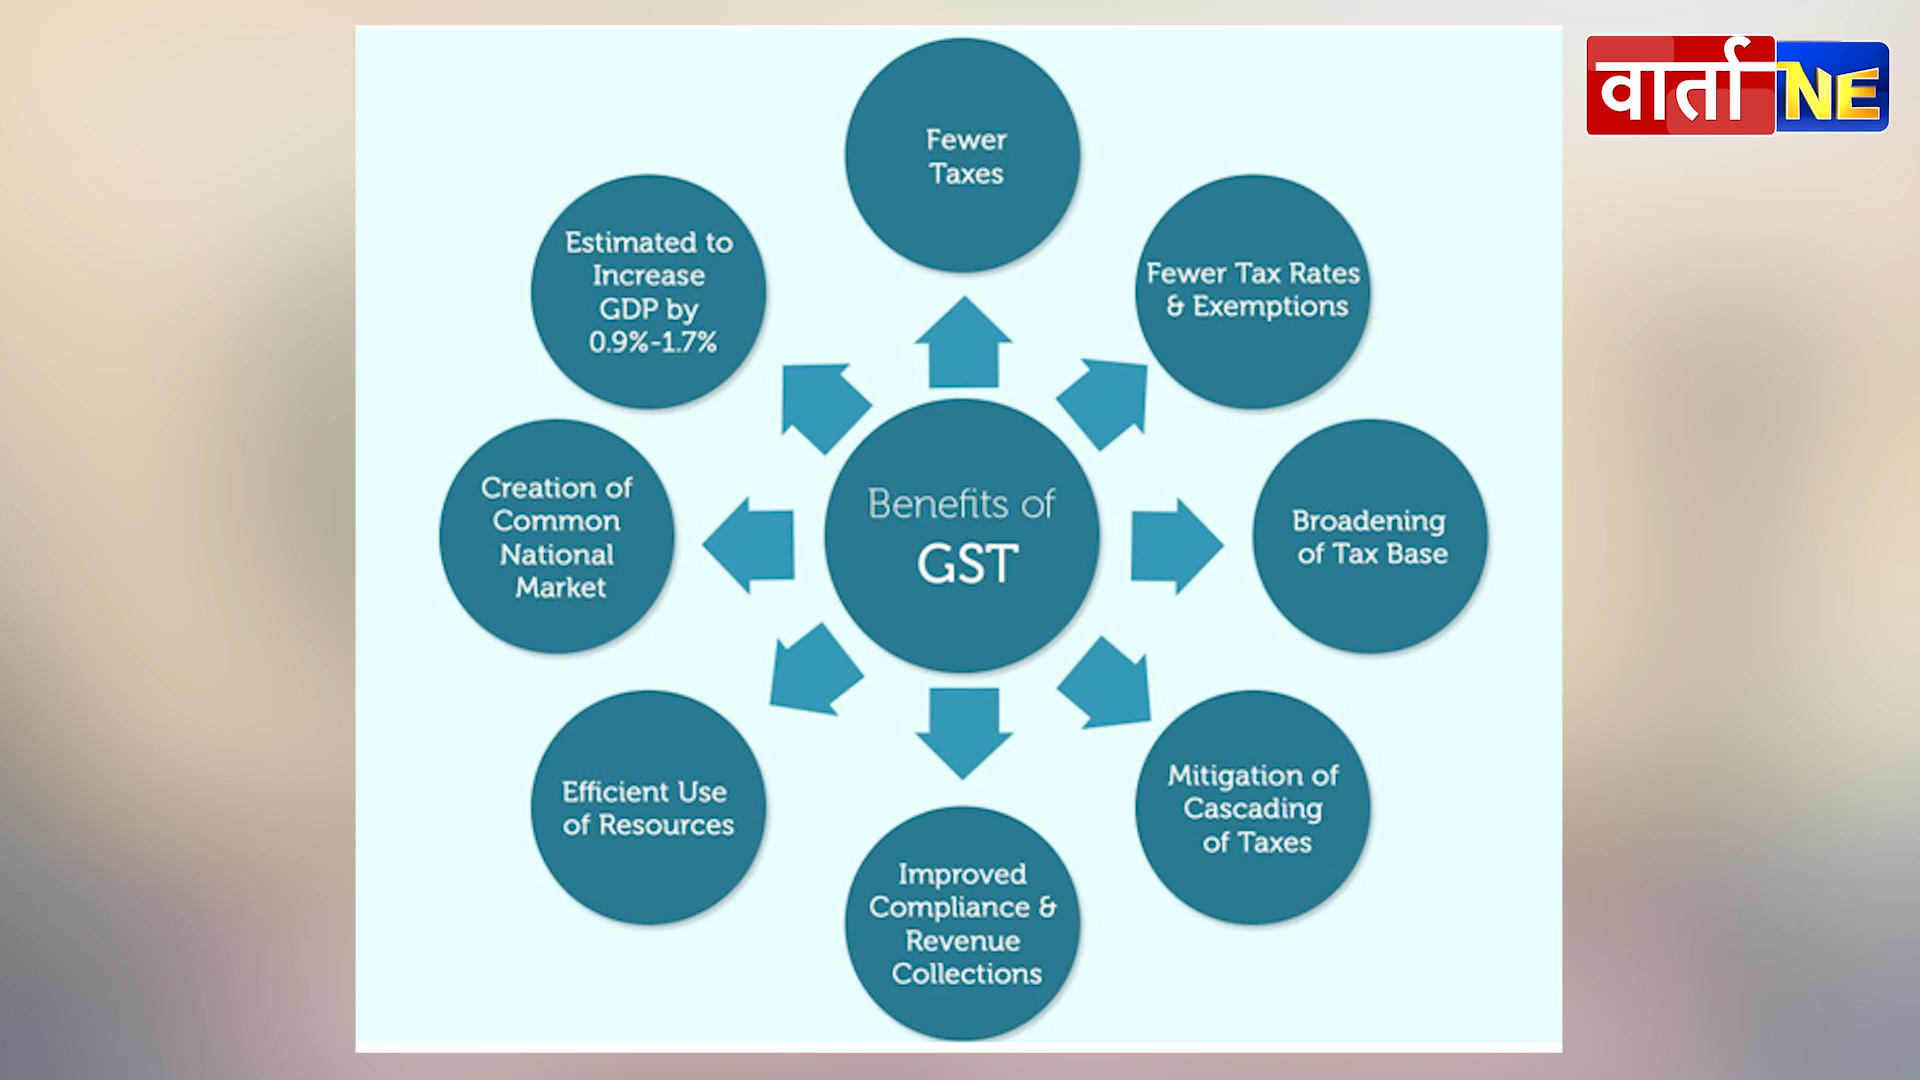 वार्ता NE
Fewer
Taxes
Fewer Tax Rates
& Exemptions
Broadening
of Tax Base
Mitigation of
Cascading
of Taxes
Improved
Compliance &
Revenue
Collections
Efficient Use
of Resources
Creation of
Common
National
Market
Estimated to
Increase
GDP by
0.9%-1.7%
Benefits of
GST